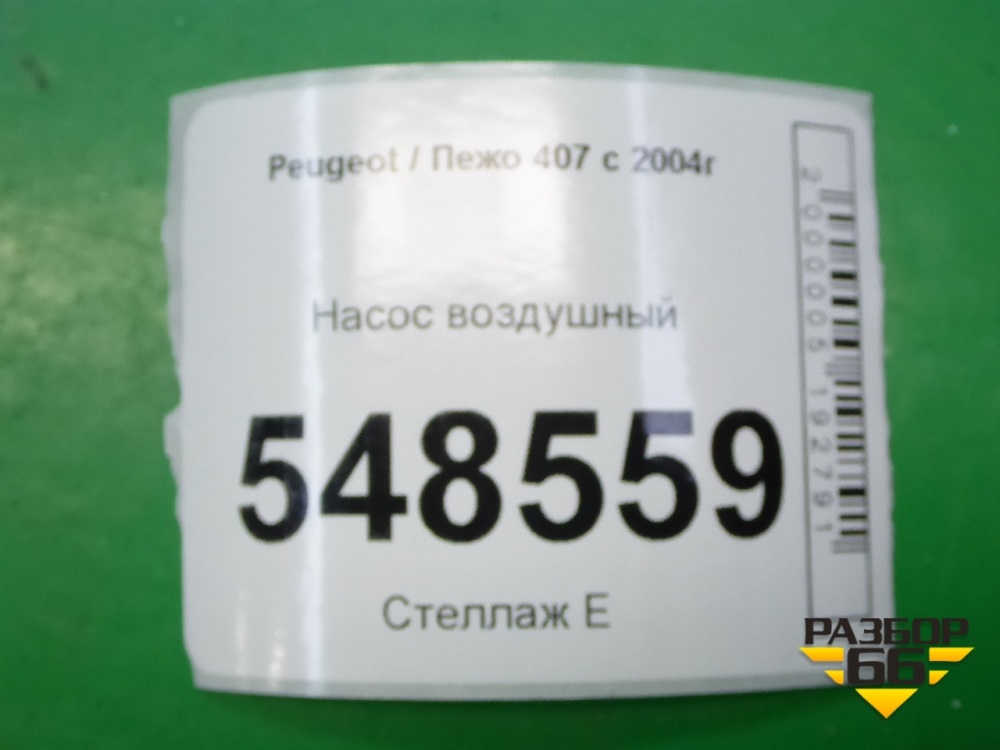 Peugeot / Пежо 407 с 2004г
Насос воздушный
548559
Стеллаж Е
2000005192791
РАЗБОР
66